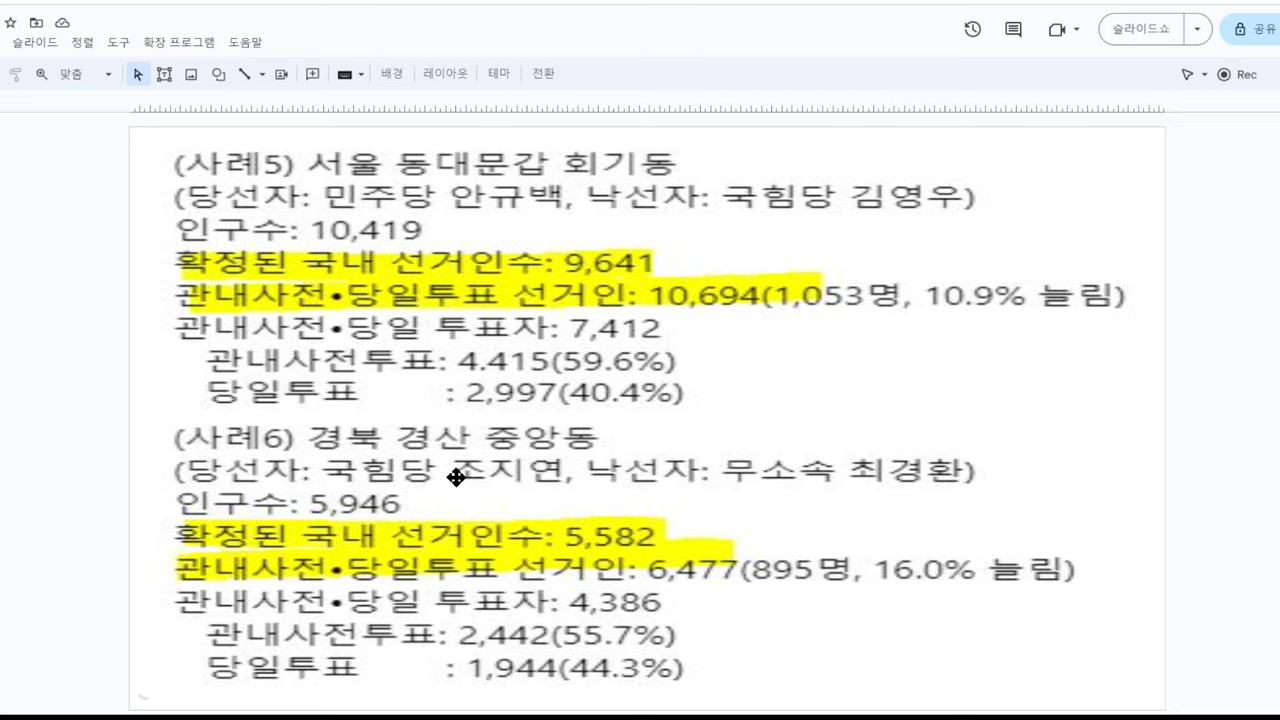 슬라이드 정렬 도구 확장 프로그램 도움말
슬라이드쇼
공유
맞춤
배경 레이아웃 테마 전환
Rec
(사례5) 서울 동대문갑 회기동
(당선자: 민주당 안규백, 낙선자: 국힘당 김영우)
인구수: 10,419
확정된 국내 선거인수: 9,641
관내사전•당일투표 선거인: 10,694(1,053명, 10.9% 늘림)
관내사전•당일 투표자: 7,412
관내사전투표: 4.415(59.6%)
당일투표 : 2,997(40.4%)
(사례6) 경북 경산 중앙동
(당선자: 국힘당 조지연, 낙선자: 무소속 최경환)
인구수: 5,946
확정된 국내 선거인수: 5,582
관내사전•당일투표 선거인: 6,477(895명, 16.0% 늘림)
관내사전•당일 투표자: 4,386
관내사전투표: 2,442(55.7%)
당일투표 : 1,944(44.3%)